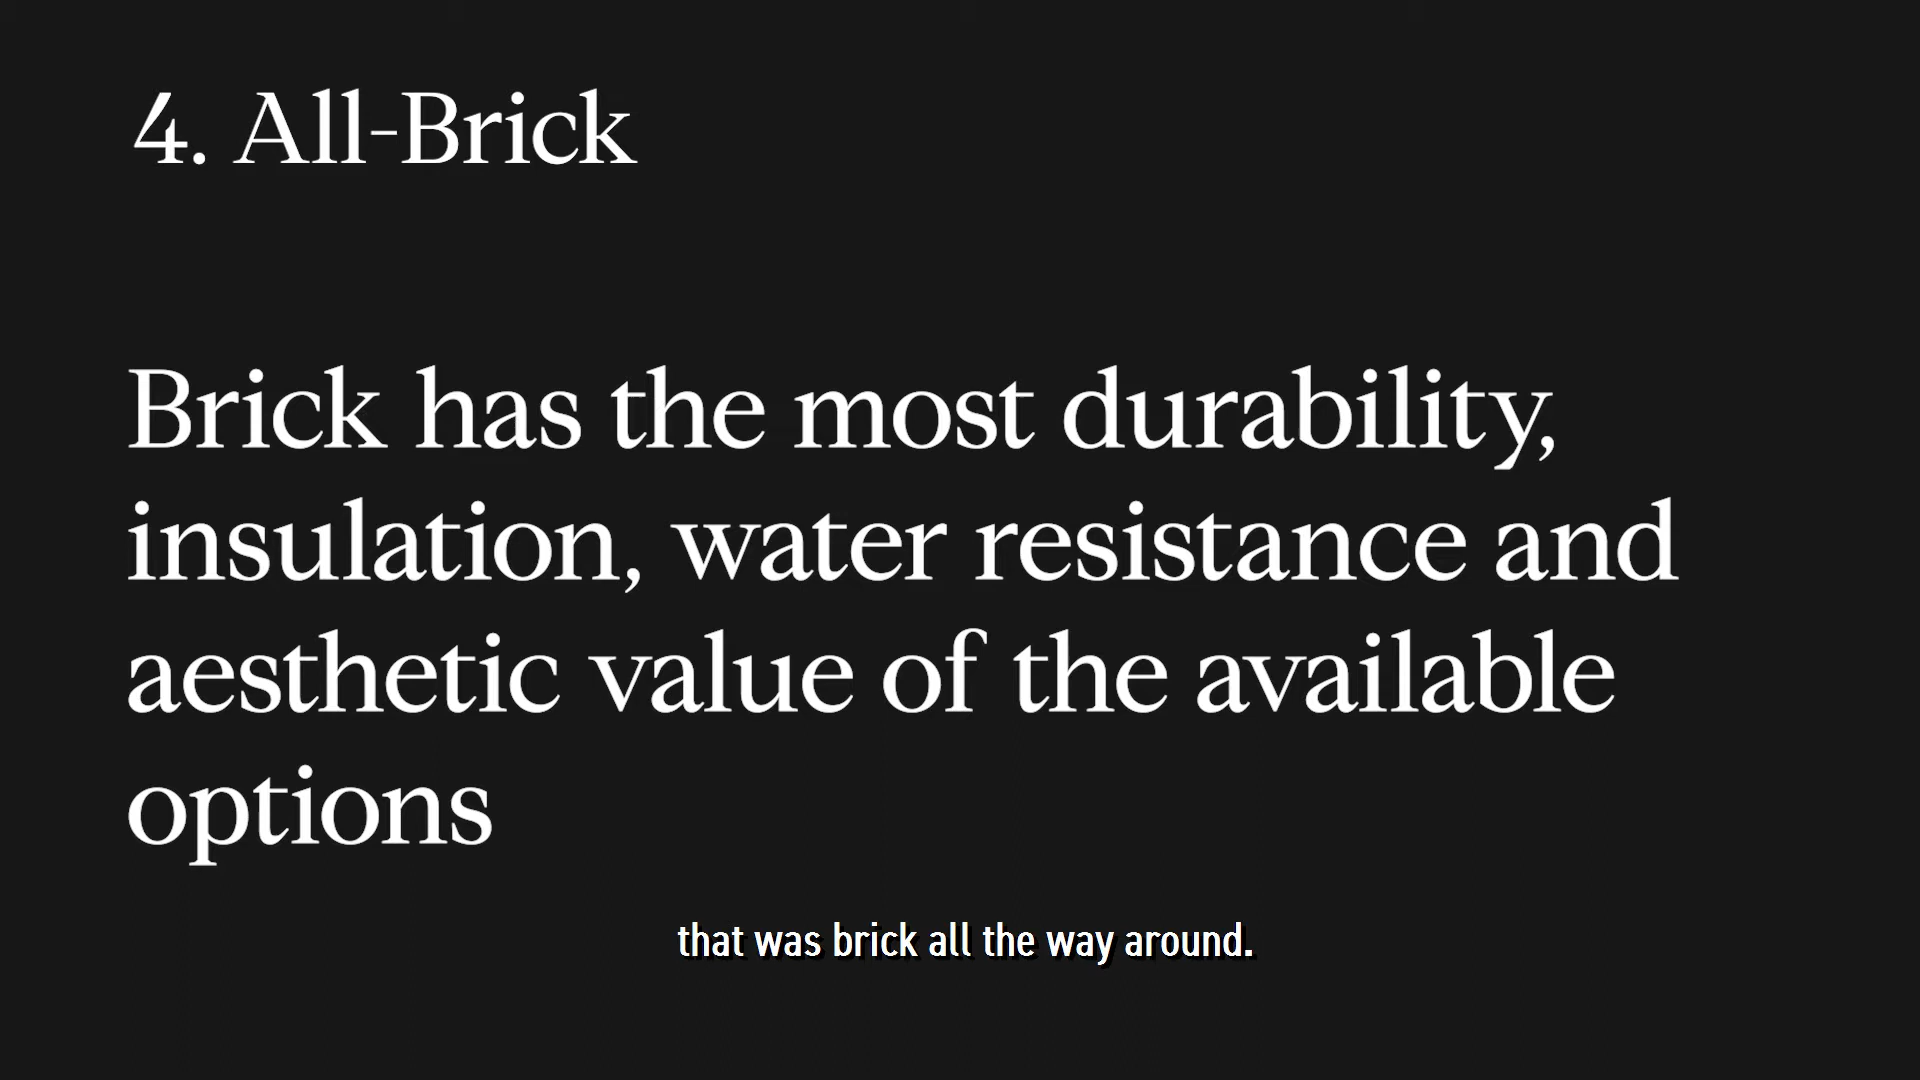 4. All-Brick
Brick has the most durability,
insulation, water resistance and
aesthetic value of the available
options
that was brick all the way around.